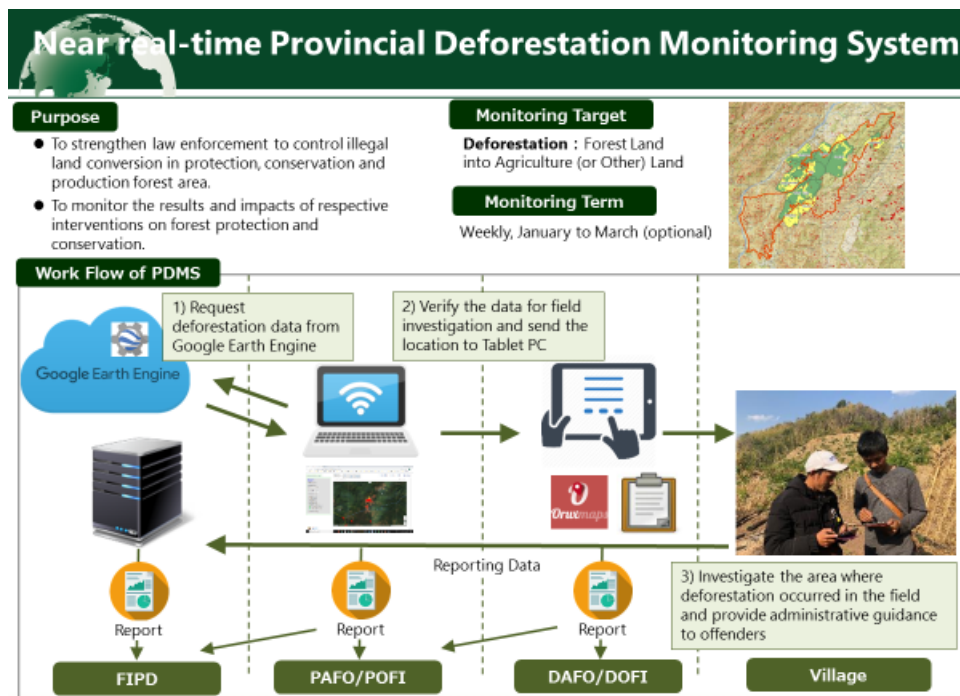 Near real-time Provincial Deforestation Monitoring System
Purpose
● To strengthen law enforcement to control illegal
land conversion in protection, conservation and
production forest area.
● To monitor the results and impacts of respective
interventions on forest protection and
conservation.
Monitoring Target
Deforestation : Forest Land
into Agriculture (or Other) Land
Monitoring Term
Weekly, January to March (optional)
Work Flow of PDMS
1) Request
deforestation data from
Google Earth Engine
2) Verify the data for field
investigation and send the
location to Tablet PC
Google Earth Engine
Oruxmaps
Reporting Data
3) Investigate the area where
deforestation occurred in the field
and provide administrative guidance
to offenders
Report
Report
Report
FIPD
PAFO/POFI
DAFO/DOFI
Village